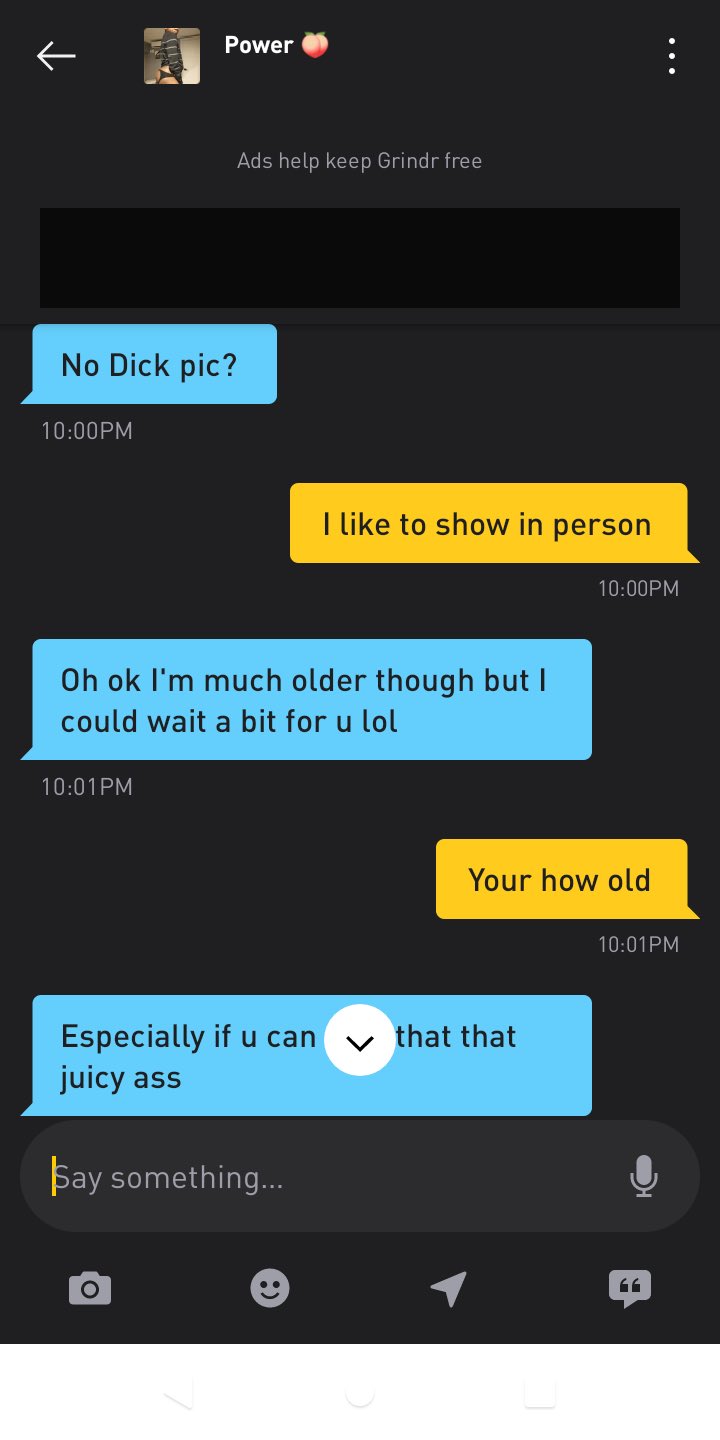 Power 🍑
Ads help keep Grindr free
No Dick pic?
10:00PM
I like to show in person
10:00PM
Oh ok I'm much older though but I
could wait a bit for u lol
10:01PM
Your how old
10:01PM
Especially if u can that that
juicy ass
Say something...